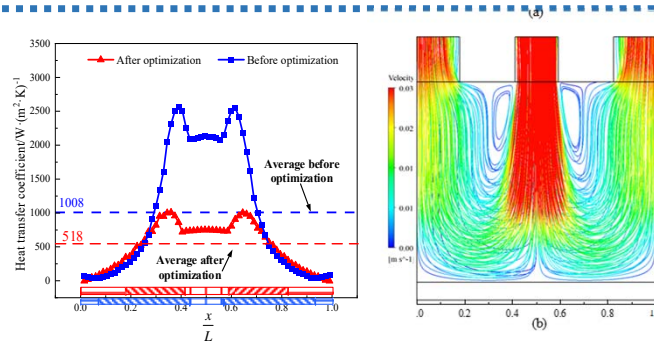 (a)
After optimization
Before optimization
Heat transfer coefficient/W·(m²·K)⁻¹
3500
3000
2500
2000
1500
1000
500
0
1008
518
Average before
optimization
Average after
optimization
0.0
0.2
0.4
0.6
0.8
1.0
x
L
Velocity
0.03
0.02
0.01
0.00
[m s^-1]
0.0
0.2
0.4
0.6
0.8
(b)